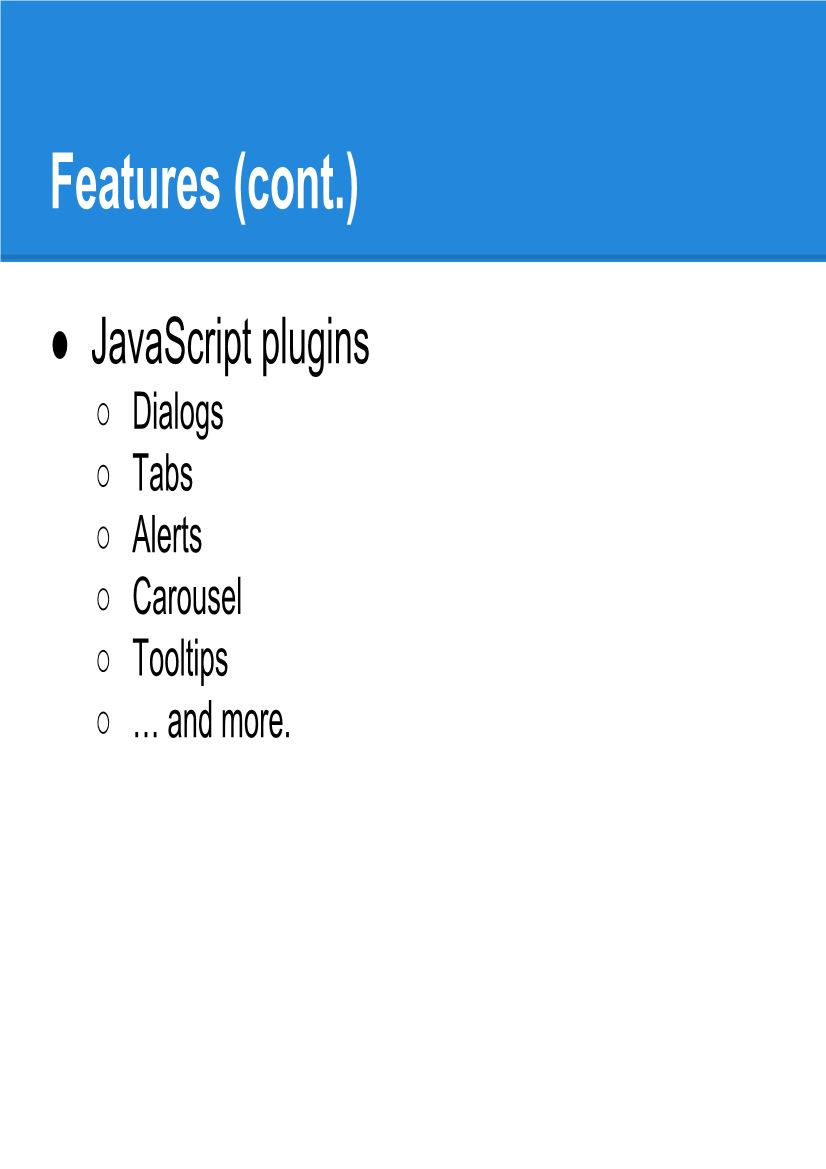 Features (cont.)
● JavaScript plugins
○ Dialogs
○ Tabs
○ Alerts
○ Carousel
○ Tooltips
○ … and more.